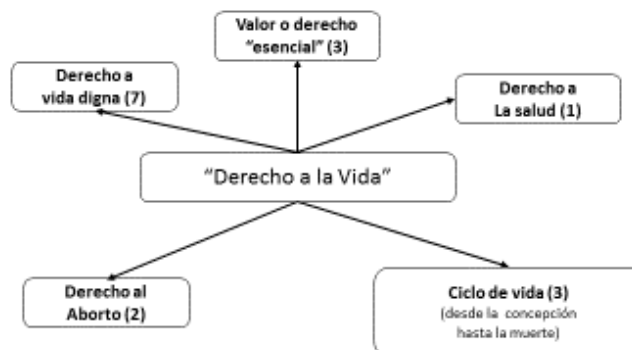 Valor o derecho
"esencial" (3)
Derecho a
vida digna (7)
Derecho a
La salud (1)
"Derecho a la Vida"
Derecho al
Aborto (2)
Ciclo de vida (3)
(desde la concepción
hasta la muerte)